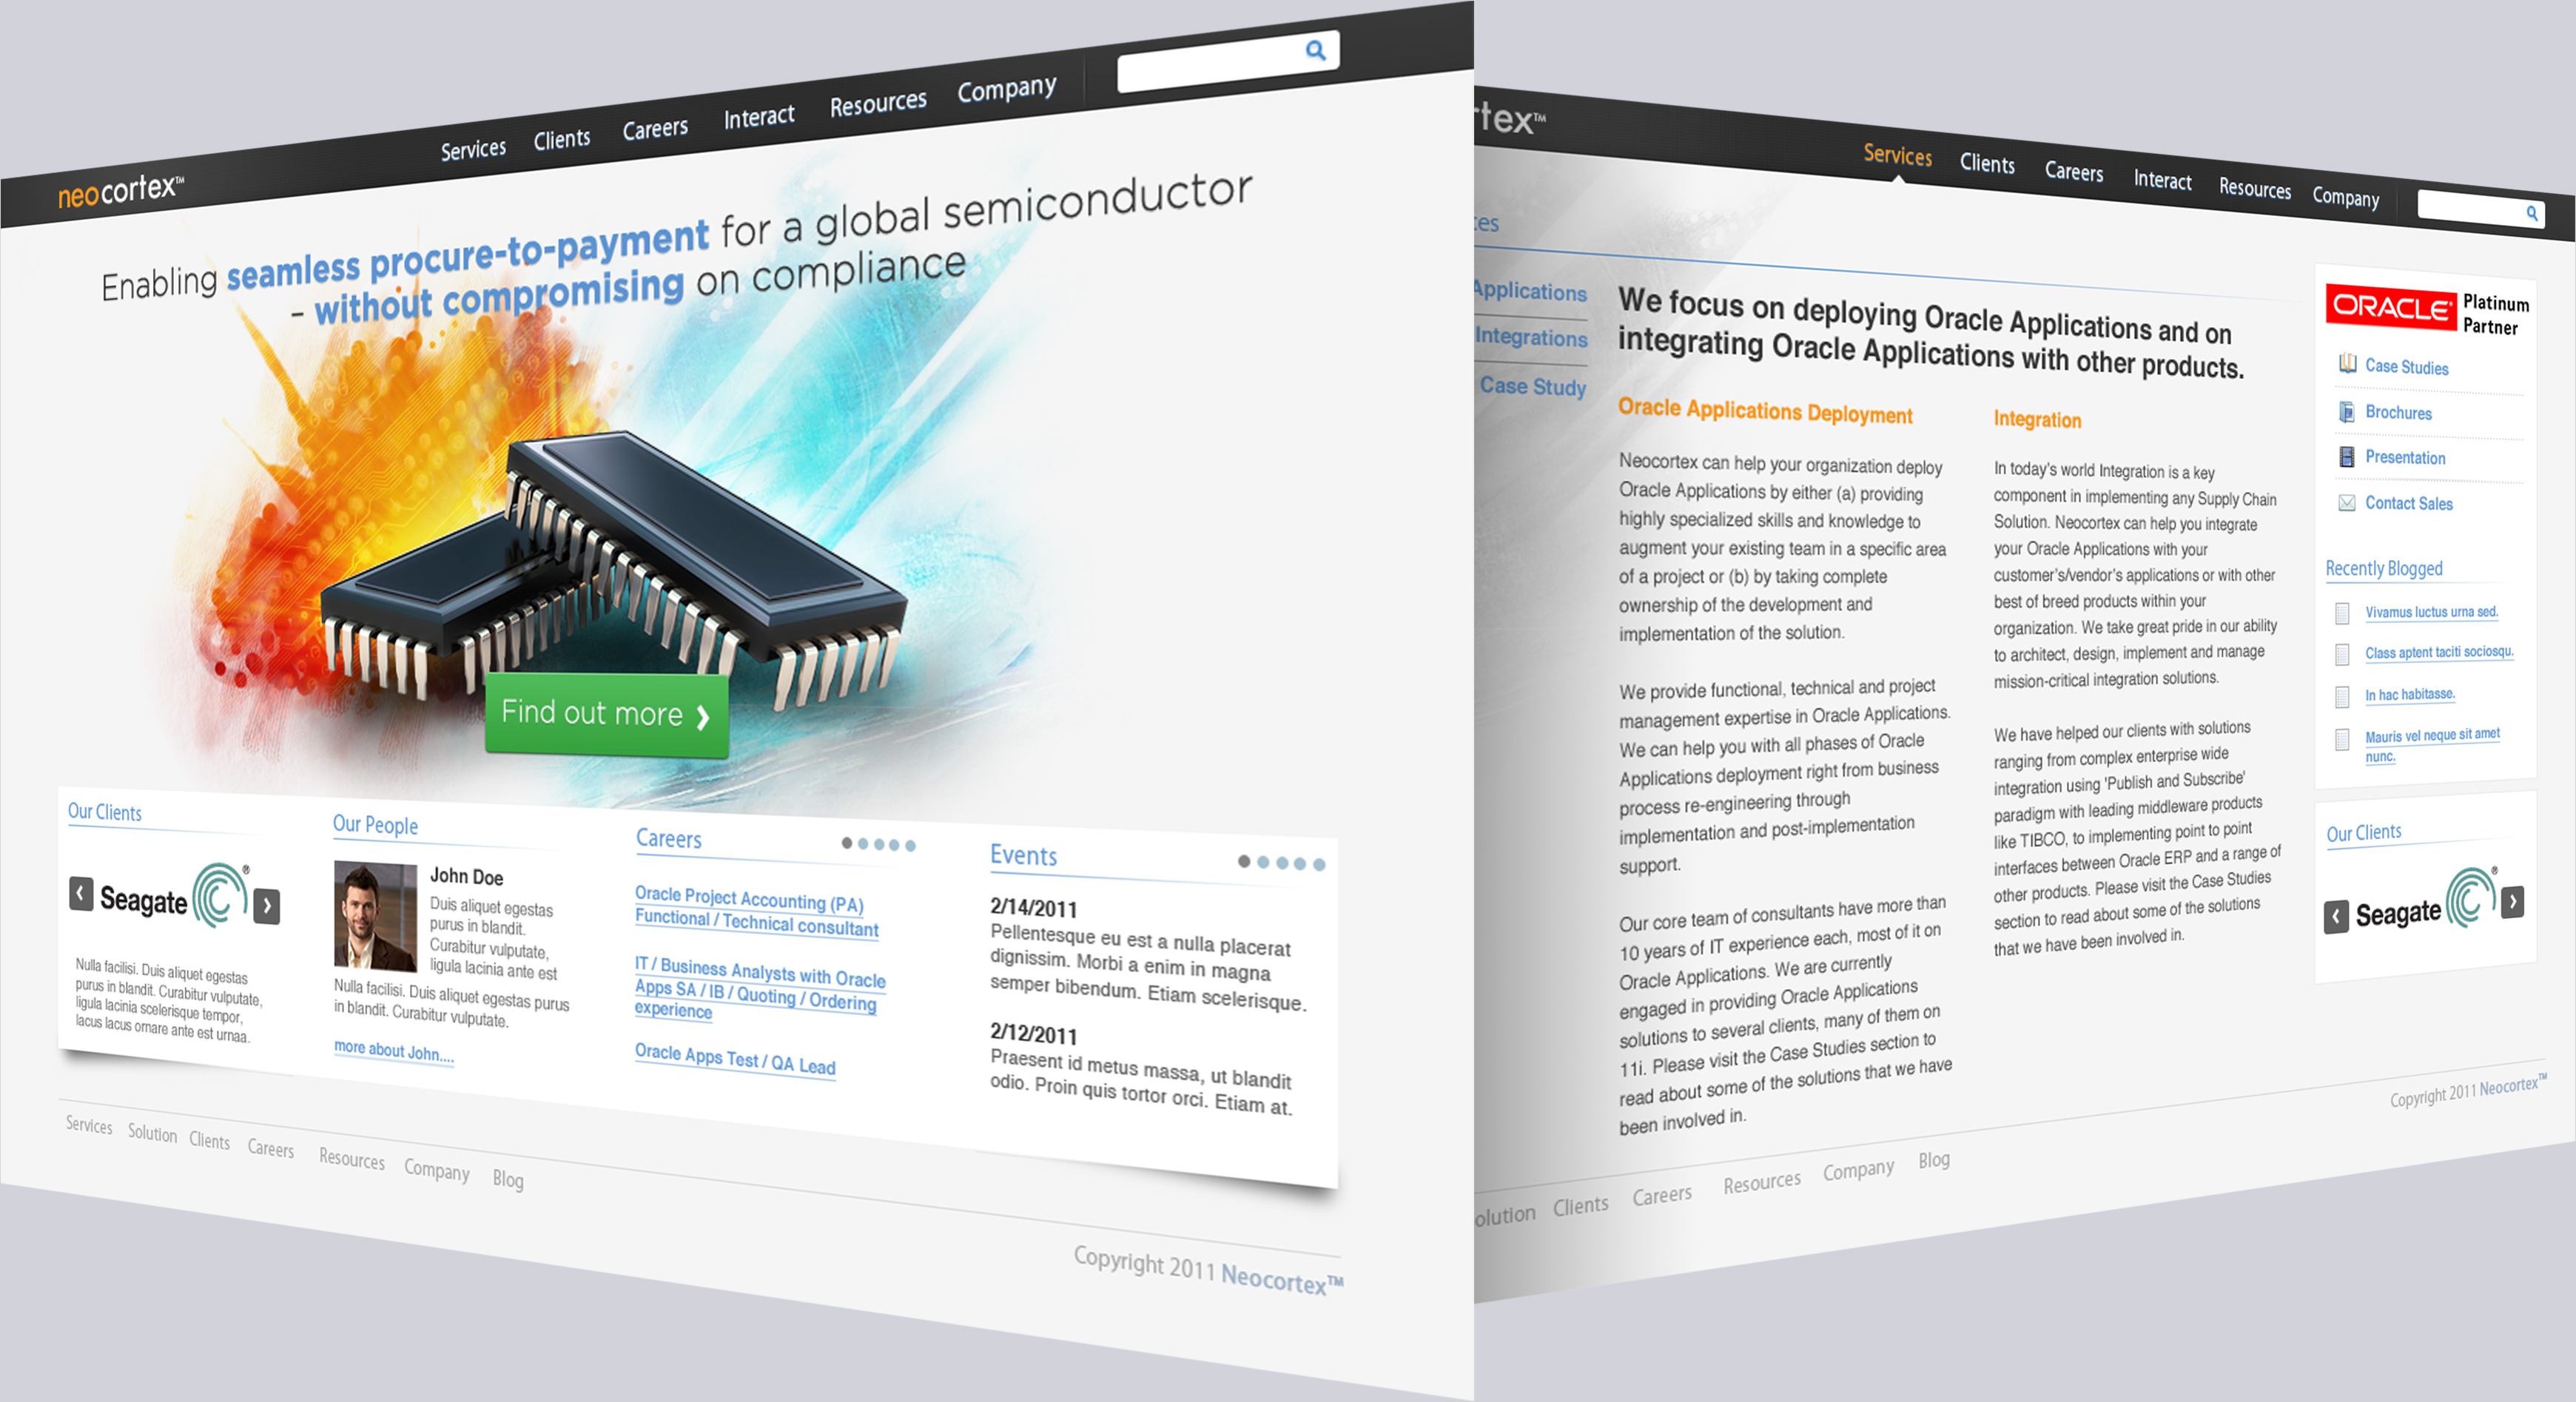 neocortex™
Services Clients Careers Interact Resources Company
Enabling seamless procure-to-payment for a global semiconductor
– without compromising on compliance
Find out more
Our Clients
Seagate®
Nulla facilisi. Duis aliquet egestas
purus in blandit. Curabitur vulputate,
ligula lacinia scelerisque tempor,
lacus lacus ornare ante est urnaa.
Our People
John Doe
Duis aliquet egestas
purus in blandit.
Curabitur vulputate,
ligula lacinia ante est
Nulla facilisi. Duis aliquet egestas purus
in blandit. Curabitur vulputate.
more about John....
Careers
Oracle Project Accounting (PA)
Functional / Technical consultant
IT / Business Analysts with Oracle
Apps SA / IB / Quoting / Ordering
experience
Oracle Apps Test / QA Lead
Events
2/14/2011
Pellentesque eu est a nulla placerat
dignissim. Morbi a enim in magna
semper bibendum. Etiam scelerisque.
2/12/2011
Praesent id metus massa, ut blandit
odio. Proin quis tortor orci. Etiam at.
Services Solution Clients Careers Resources Company Blog
Copyright 2011 Neocortex™
rtex™
Services Clients Careers Interact Resources Company
ces
Applications
Integrations
Case Study
We focus on deploying Oracle Applications and on
integrating Oracle Applications with other products.
Oracle Applications Deployment
Neocortex can help your organization deploy
Oracle Applications by either (a) providing
highly specialized skills and knowledge to
augment your existing team in a specific area
of a project or (b) by taking complete
ownership of the development and
implementation of the solution.
We provide functional, technical and project
management expertise in Oracle Applications.
We can help you with all phases of Oracle
Applications deployment right from business
process re-engineering through
implementation and post-implementation
support.
Our core team of consultants have more than
10 years of IT experience each, most of it on
Oracle Applications. We are currently
engaged in providing Oracle Applications
solutions to several clients, many of them on
11i. Please visit the Case Studies section to
read about some of the solutions that we have
been involved in.
Integration
In today's world Integration is a key
component in implementing any Supply Chain
Solution. Neocortex can help you integrate
your Oracle Applications with your
customer's/vendor's applications or with other
best of breed products within your
organization. We take great pride in our ability
to architect, design, implement and manage
mission-critical integration solutions.
We have helped our clients with solutions
ranging from complex enterprise wide
integration using 'Publish and Subscribe'
paradigm with leading middleware products
like TIBCO, to implementing point to point
interfaces between Oracle ERP and a range of
other products. Please visit the Case Studies
section to read about some of the solutions
that we have been involved in.
ORACLE® Platinum
Partner
Case Studies
Brochures
Presentation
Contact Sales
Recently Blogged
Vivamus luctus urna sed.
Class aptent taciti sociosqu.
In hac habitasse.
Mauris vel neque sit amet
nunc.
Our Clients
Seagate®
olution Clients Careers Resources Company Blog
Copyright 2011 Neocortex™